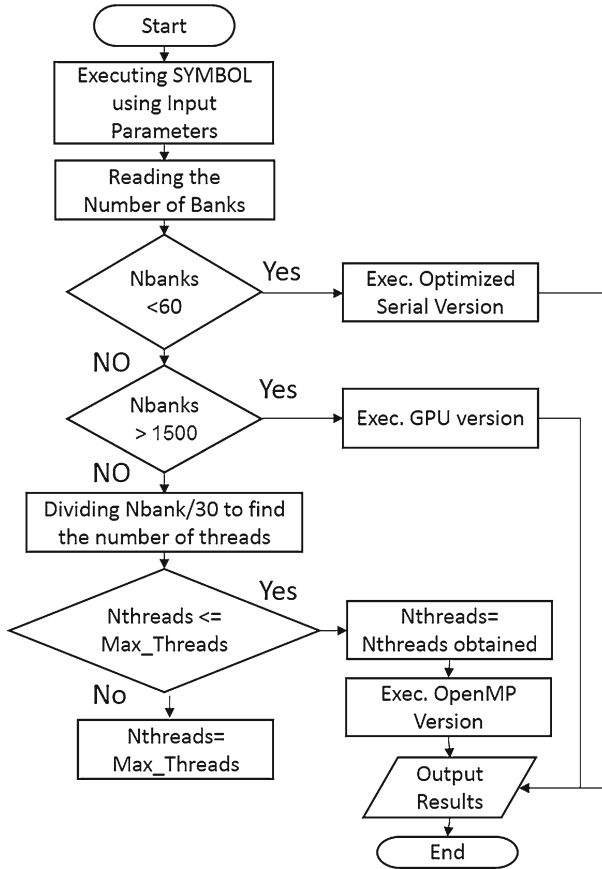 Start
Executing SYMBOL
using Input
Parameters
Reading the
Number of Banks
Nbanks
<60
Yes
Exec. Optimized
Serial Version
NO
Nbanks
> 1500
Yes
Exec. GPU version
NO
Dividing Nbank/30 to find
the number of threads
Nthreads <=
Max_Threads
Yes
Nthreads=
Nthreads obtained
No
Nthreads=
Max_Threads
Exec. OpenMP
Version
Output
Results
End